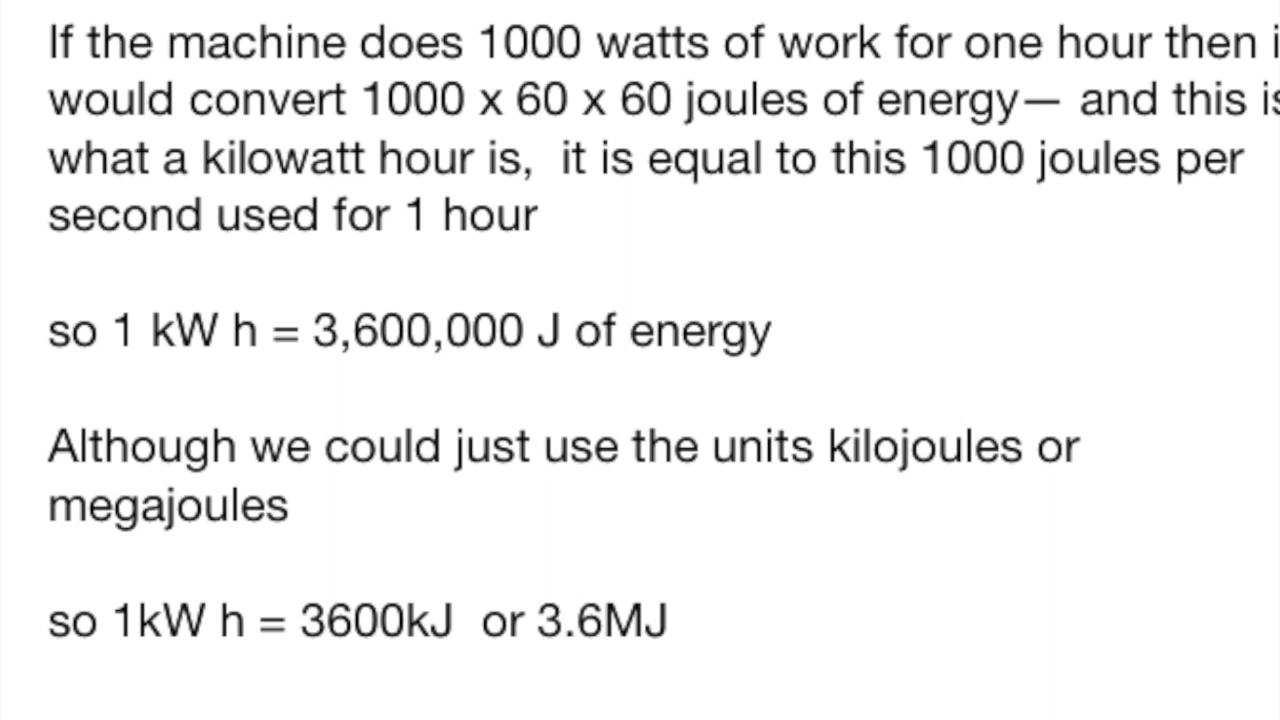 If the machine does 1000 watts of work for one hour then i
would convert 1000 x 60 x 60 joules of energy— and this is
what a kilowatt hour is,  it is equal to this 1000 joules per
second used for 1 hour
so 1 kW h = 3,600,000 J of energy
Although we could just use the units kilojoules or
megajoules
so 1kW h = 3600kJ  or 3.6MJ